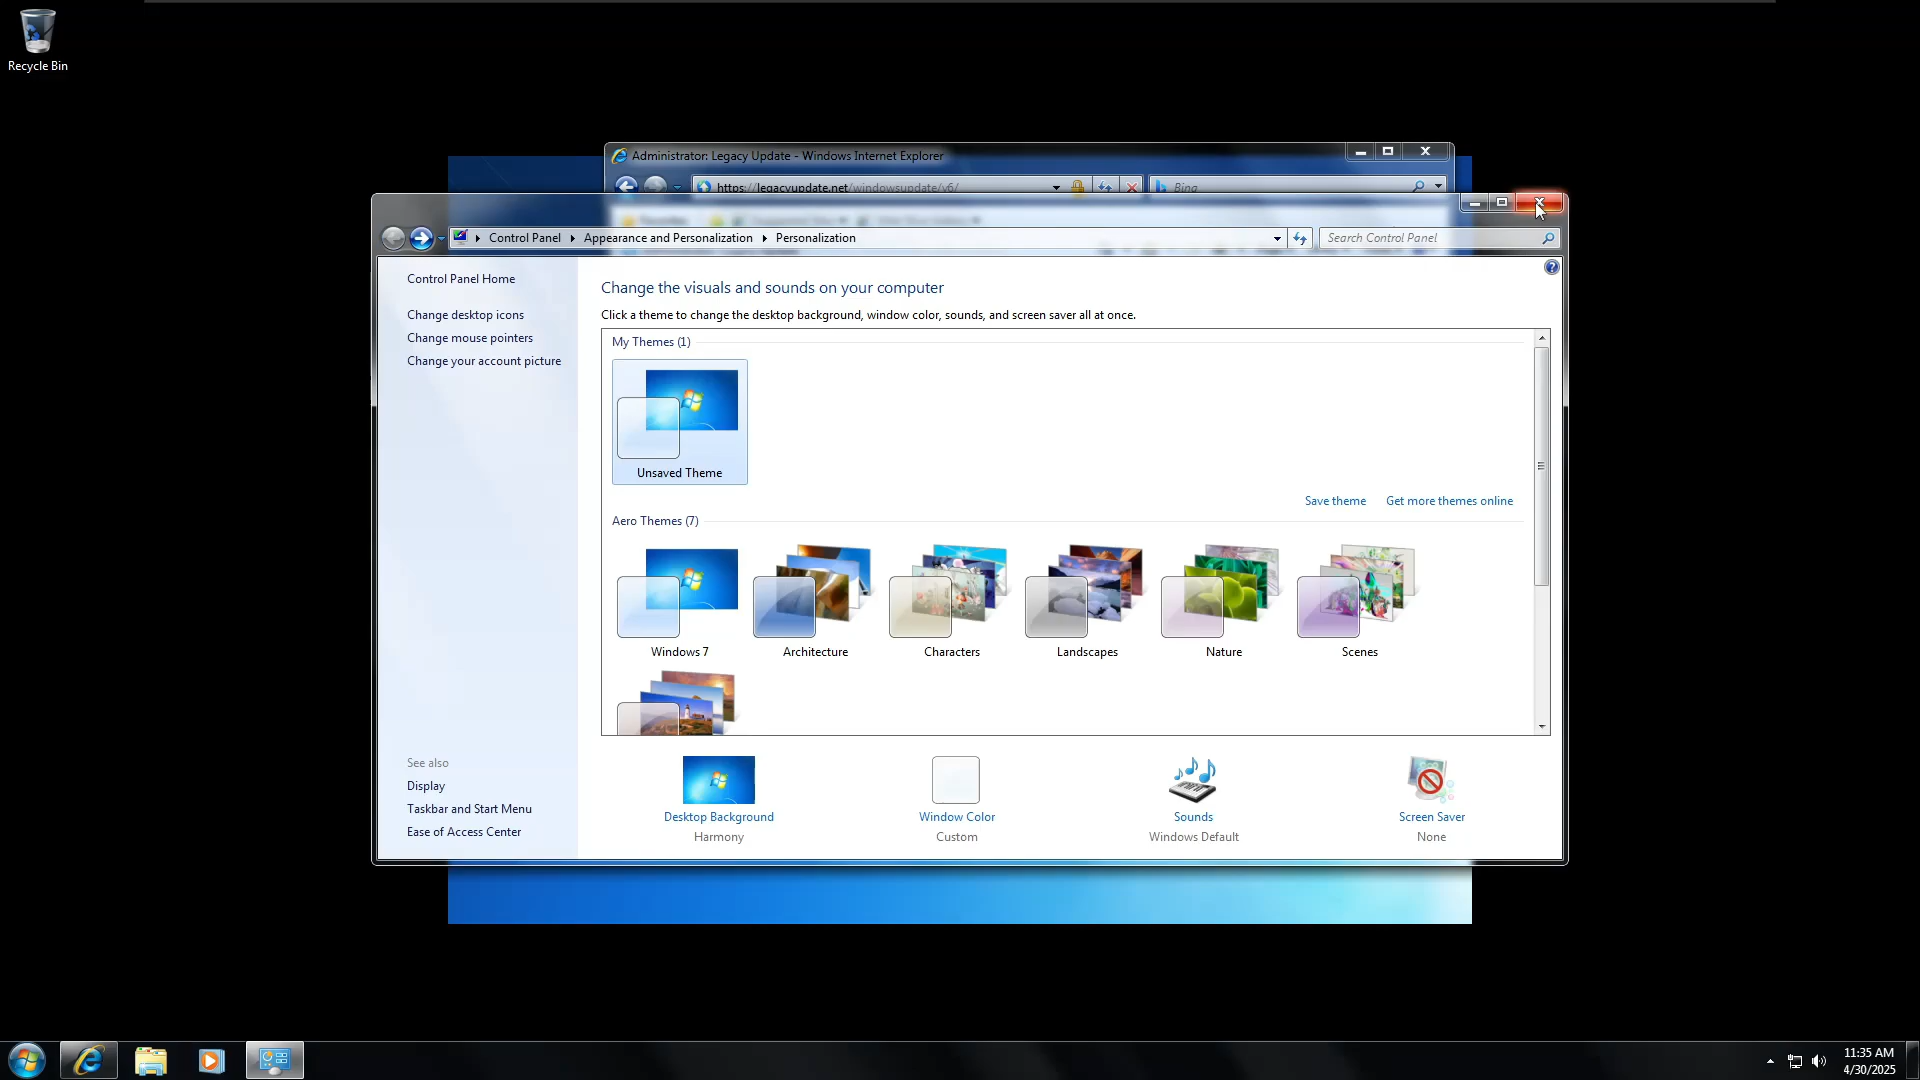 Recycle Bin
Administrator: Legacy Update - Windows Internet Explorer
https://legacyupdate.net/windowsupdate/v6/
Bing
Control Panel
Appearance and Personalization
Personalization
Search Control Panel
Control Panel Home
Change desktop icons
Change mouse pointers
Change your account picture
Change the visuals and sounds on your computer
Click a theme to change the desktop background, window color, sounds, and screen saver all at once.
My Themes (1)
Unsaved Theme
Save theme
Get more themes online
Aero Themes (7)
Windows 7
Architecture
Characters
Landscapes
Nature
Scenes
See also
Display
Taskbar and Start Menu
Ease of Access Center
Desktop Background
Harmony
Window Color
Custom
Sounds
Windows Default
Screen Saver
None
11:35 AM
4/30/2025